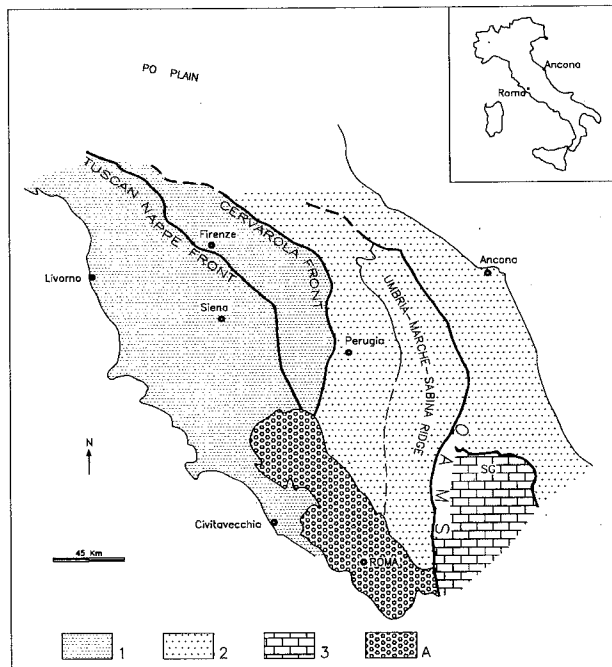 PO PLAIN
Ancona
Roma
TUSCAN NAPPE FRONT
CERVAROLA FRONT
Firenze
Livorno
Siena
Perugia
Ancona
UMBRIA-MARCHE-SABINA RIDGE
OAMS
SG
N
Civitavecchia
ROMA
45 Km
1 2 3 A